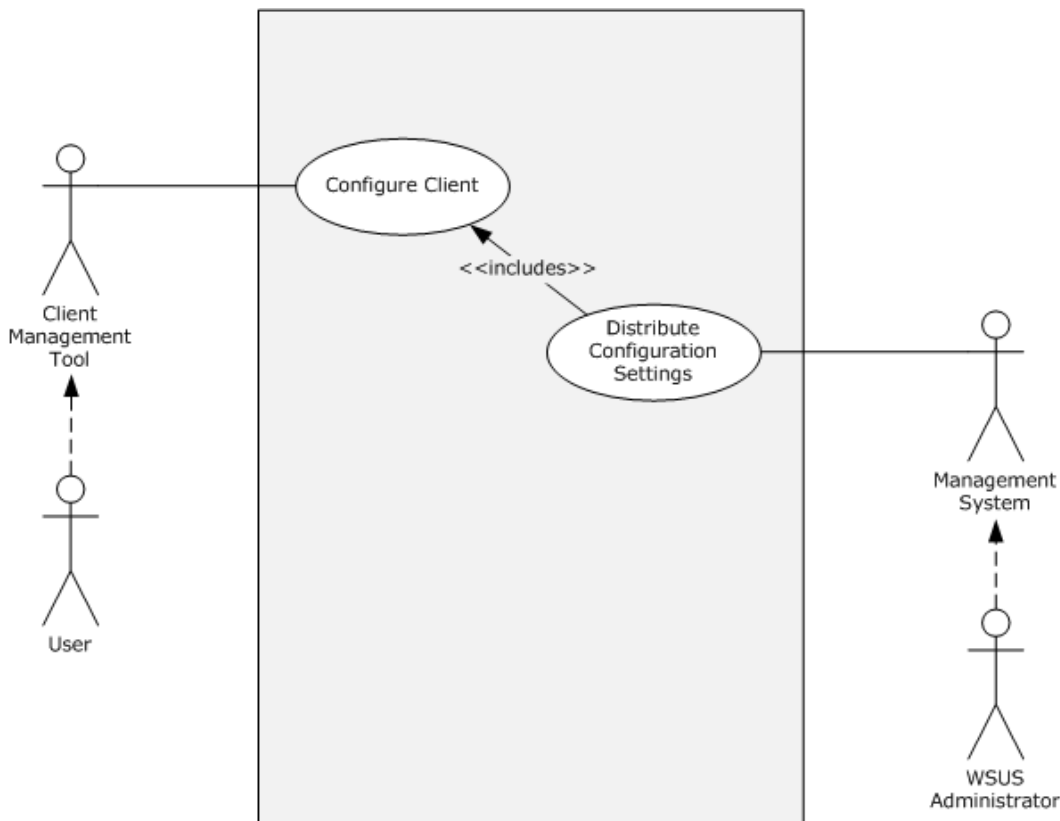 Configure Client
<<includes>>
Client
Management
Tool
Distribute
Configuration
Settings
Management
System
User
WSUS
Administrator